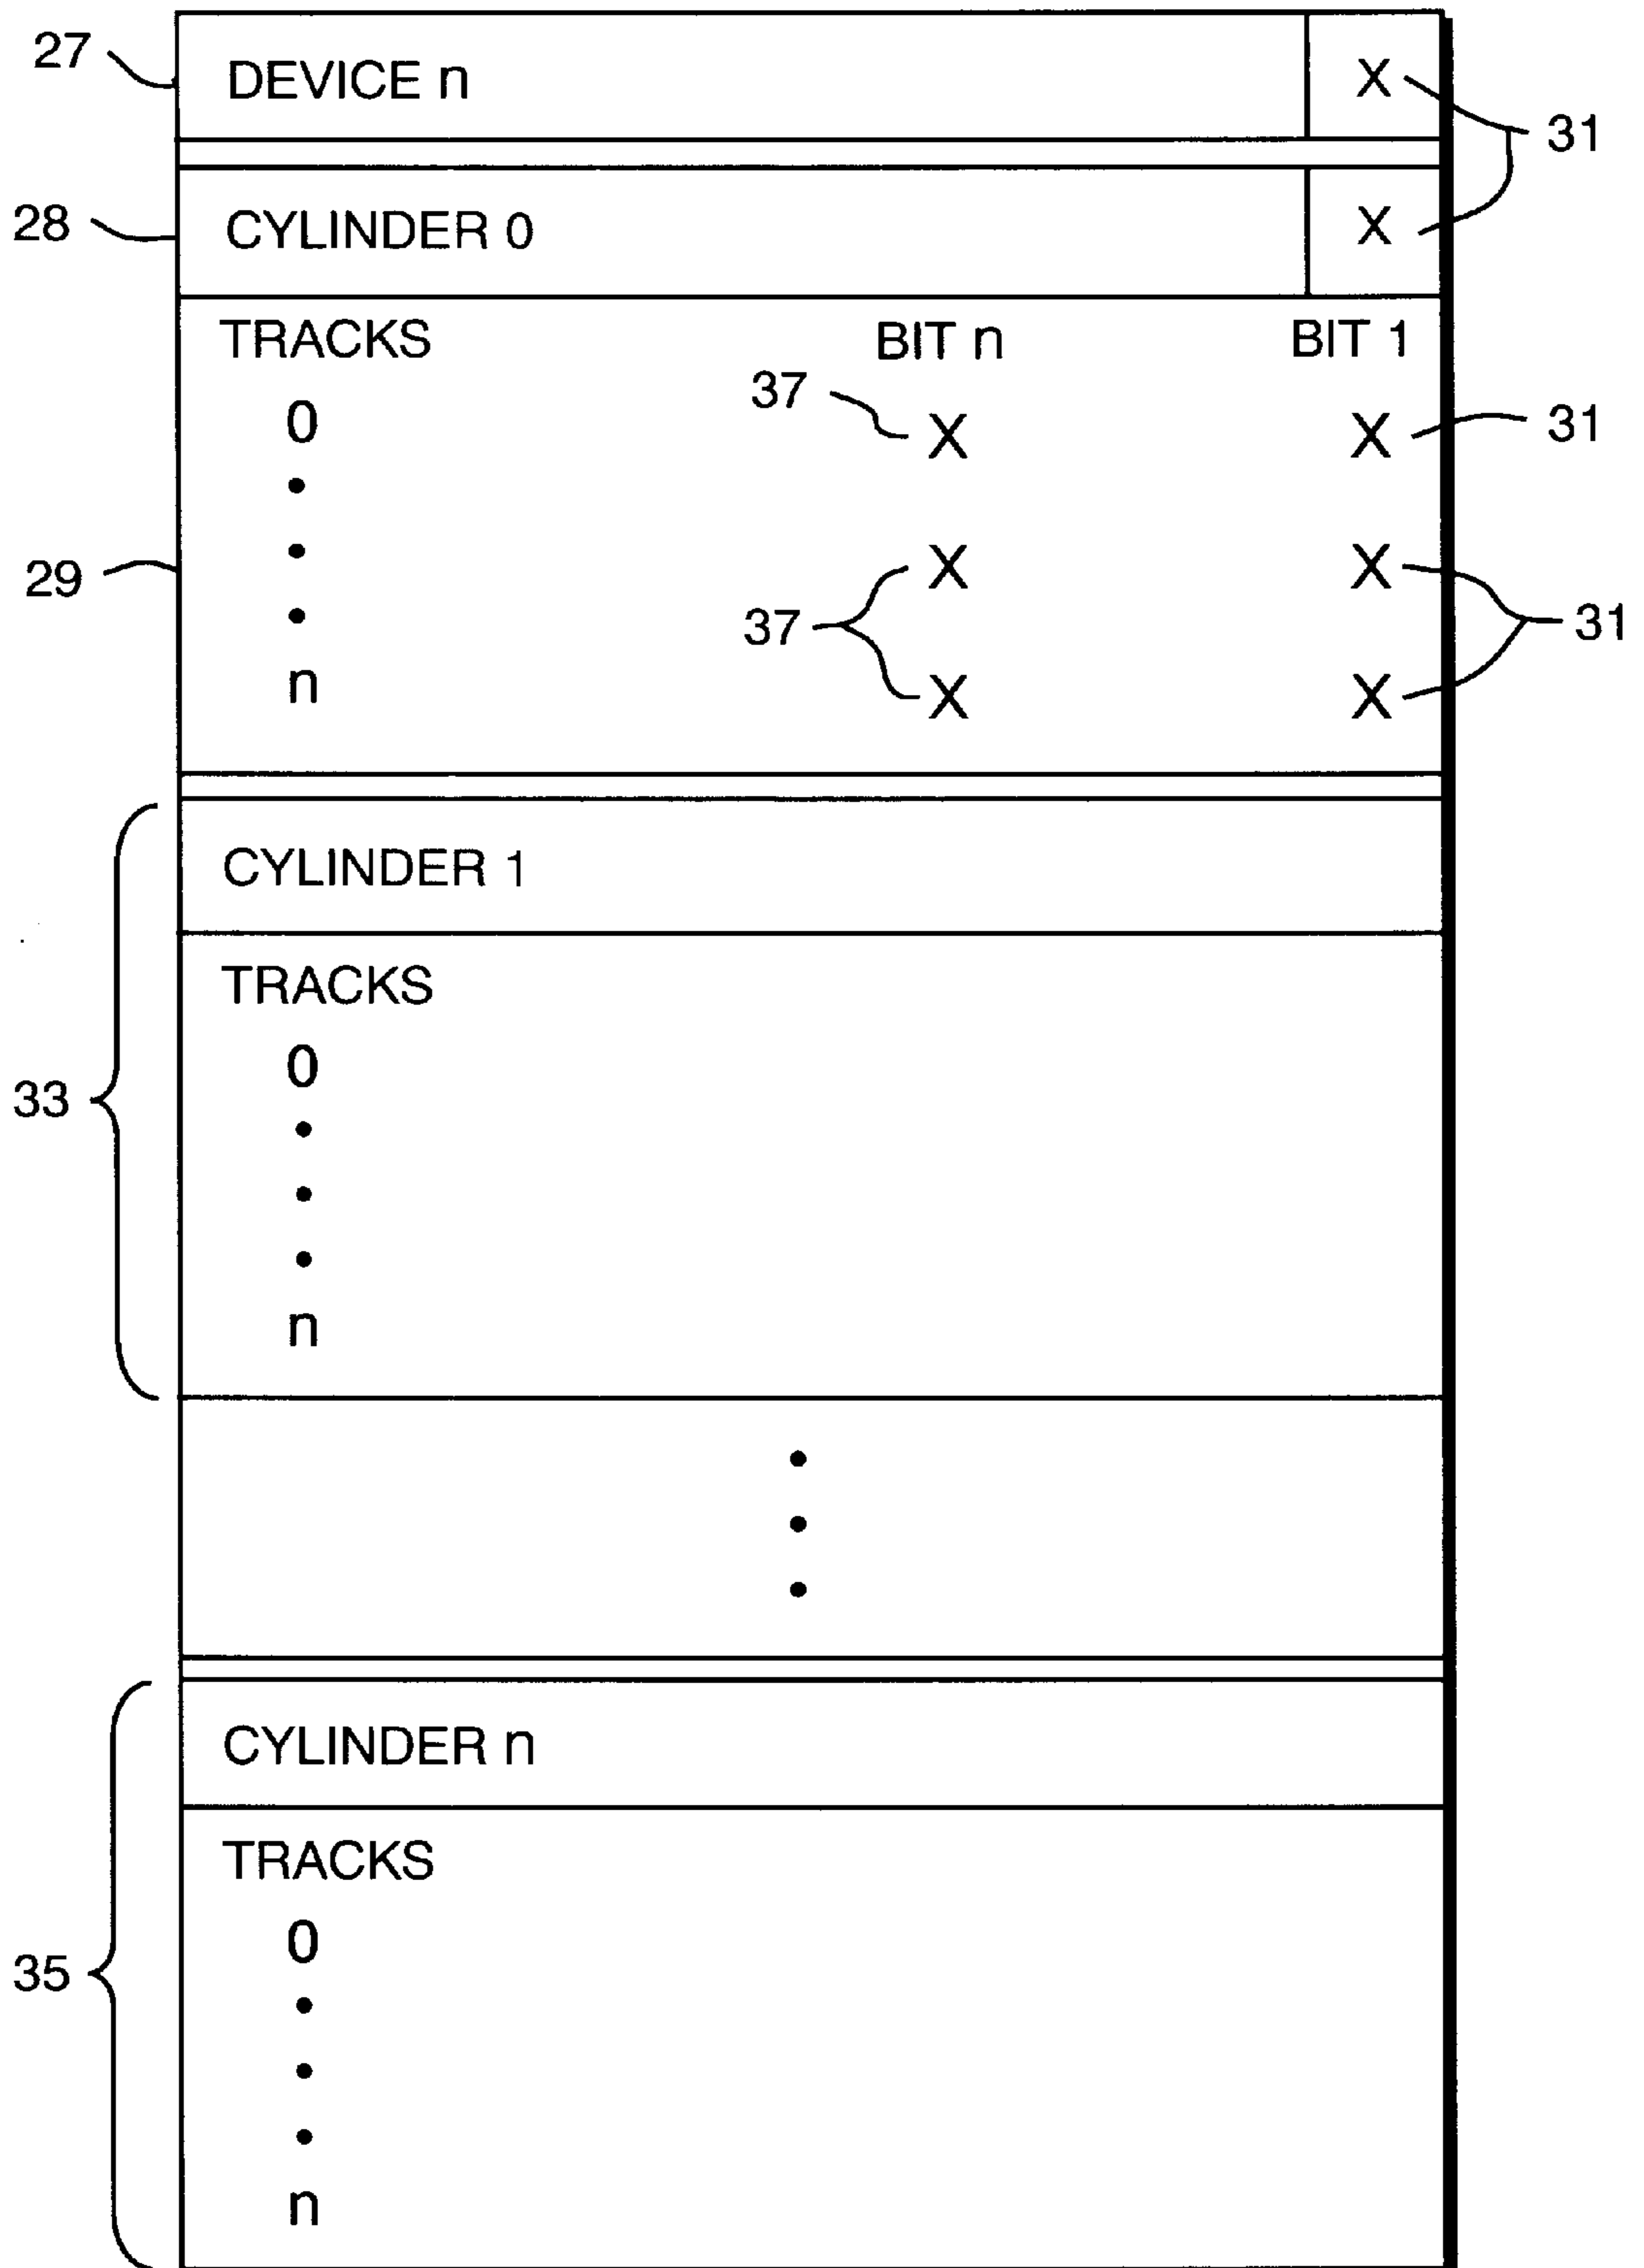 27 DEVICE n X
31
28 CYLINDER 0 X
TRACKS BIT n BIT 1
0 37 X X 31
•
• X X
29 37 31
•
n X X
CYLINDER 1
TRACKS
0
33
•
•
•
n
•
•
•
CYLINDER n
TRACKS
0
35
•
•
•
n